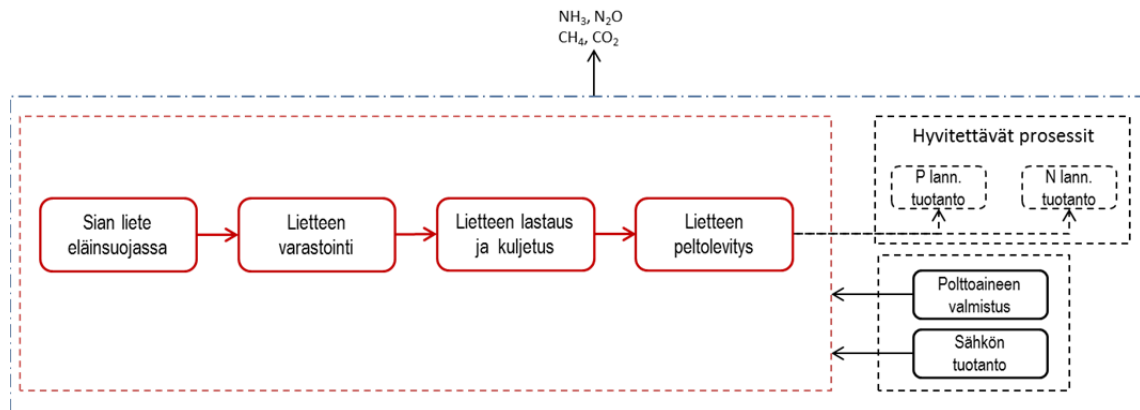 NH₃, N₂O
CH₄, CO₂
Hyvitettävät prosessit
P lann.
tuotanto
N lann.
tuotanto
Sian liete
eläinsuojassa
Lietteen
varastointi
Lietteen lastaus
ja kuljetus
Lietteen
peltolevitys
Polttoaineen
valmistus
Sähkön
tuotanto